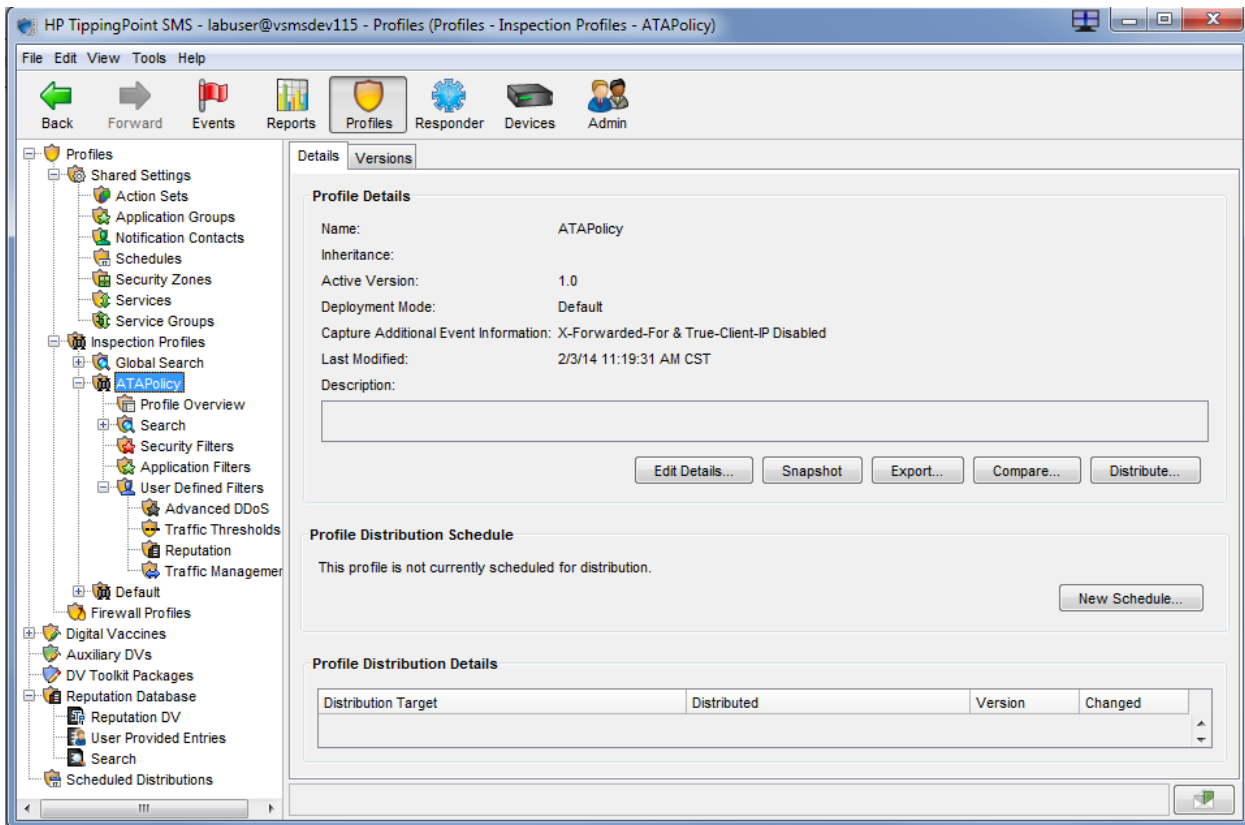 HP TippingPoint SMS - labuser@vsmsdev115 - Profiles (Profiles - Inspection Profiles - ATAPolicy)
File Edit View Tools Help
Back Forward Events Reports Profiles Responder Devices Admin
Profiles
Shared Settings
Action Sets
Application Groups
Notification Contacts
Schedules
Security Zones
Services
Service Groups
Inspection Profiles
Global Search
ATAPolicy
Profile Overview
Search
Security Filters
Application Filters
User Defined Filters
Advanced DDoS
Traffic Thresholds
Reputation
Traffic Managemer
Default
Firewall Profiles
Digital Vaccines
Auxiliary DVs
DV Toolkit Packages
Reputation Database
Reputation DV
User Provided Entries
Search
Scheduled Distributions
Details Versions
Profile Details
Name: ATAPolicy
Inheritance:
Active Version: 1.0
Deployment Mode: Default
Capture Additional Event Information: X-Forwarded-For & True-Client-IP Disabled
Last Modified: 2/3/14 11:19:31 AM CST
Description:
Edit Details... Snapshot Export... Compare... Distribute...
Profile Distribution Schedule
This profile is not currently scheduled for distribution.
New Schedule...
Profile Distribution Details
Distribution Target Distributed Version Changed